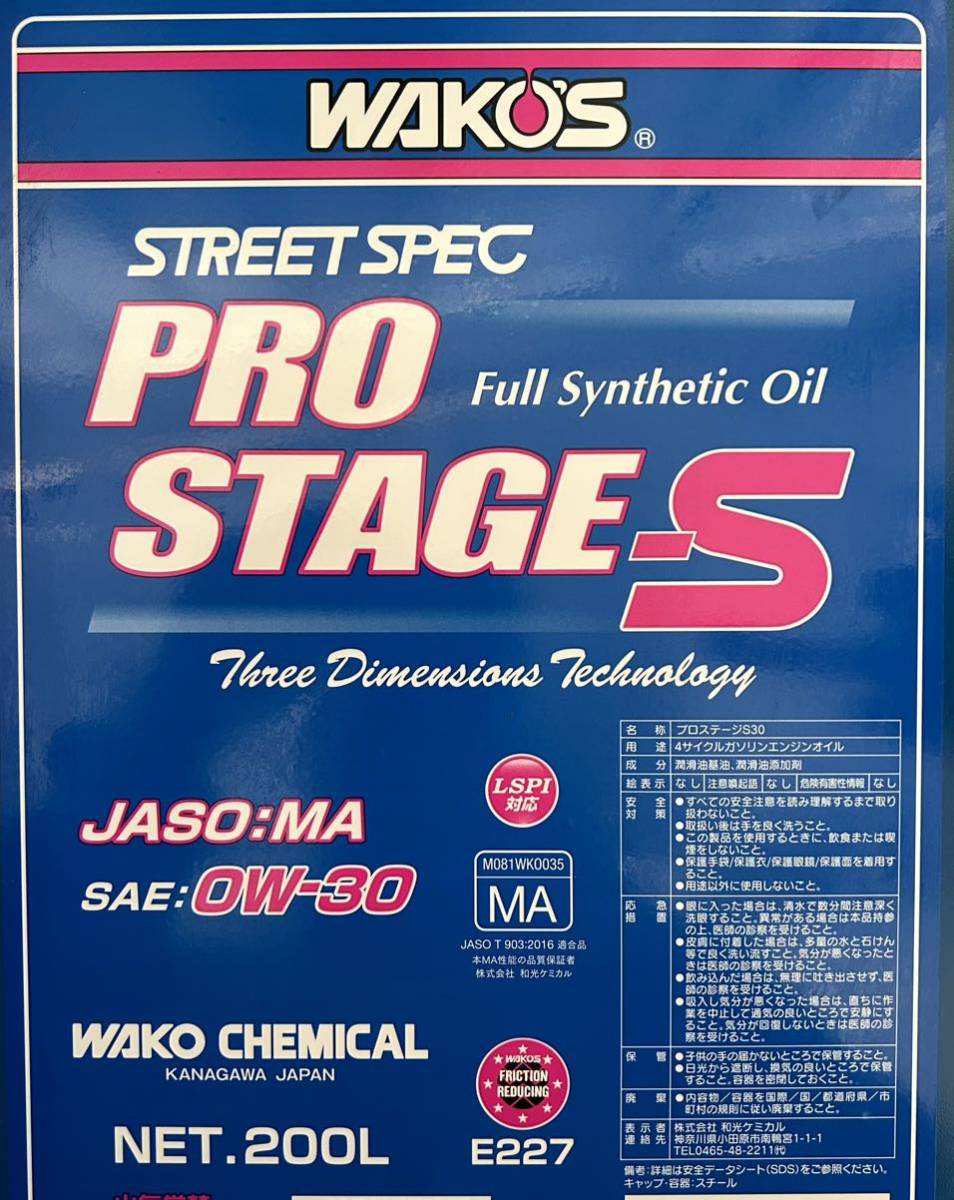 WAKO'S®
STREET SPEC
PRO
Full Synthetic Oil
STAGE-S
Three Dimensions Technology
JASO:MA
SAE:0W-30
LSPI
対応
M081WK0035
MA
JASO T 903:2016 適合品
本MA性能の品質保証者
株式会社 和光ケミカル
WAKO CHEMICAL
KANAGAWA JAPAN
NET.200L
WAKO'S
FRICTION
REDUCING
E227
名称 プロステージS30
用途 4サイクルガソリンエンジンオイル
成分 潤滑油基油、潤滑油添加剤
絵表示 なし 注意喚起語 なし 危険有害性情報 なし
安全 ●すべての安全注意を読み理解するまで取り
対策 扱わないこと。
●取扱い後は手を良く洗うこと。
●この製品を使用するときに、飲食または喫
煙をしないこと。
●保護手袋/保護衣/保護眼鏡/保護面を着用す
ること。
●用途以外に使用しないこと。
応急 ●眼に入った場合は、清水で数分間注意深く
措置 洗眼すること。異常がある場合は本品持参
の上、医師の診察を受けること。
●皮膚に付着した場合は、多量の水と石けん
等で良く洗い流すこと。気分が悪くなったと
きは医師の診察を受けること。
●飲み込んだ場合は、無理に吐き出させず、医
師の診察を受けること。
●吸入し気分が悪くなった場合は、直ちに作
業を中止して通気の良いところで安静にす
ること。気分が回復しないときは医師の診
察を受けること。
保管 ●子供の手の届かないところで保管すること。
●日光から遮断し、換気の良いところで保管
すること。容器を密閉しておくこと。
廃棄 ●内容物/容器を国際/国/都道府県/市
町村の規則に従い廃棄すること。
表示者 株式会社 和光ケミカル
連絡先 神奈川県小田原市南鴨宮1-1-1
TEL0465-48-2211㈹
備考:詳細は安全データシート(SDS)をご参照ください。
キャップ・容器:スチール